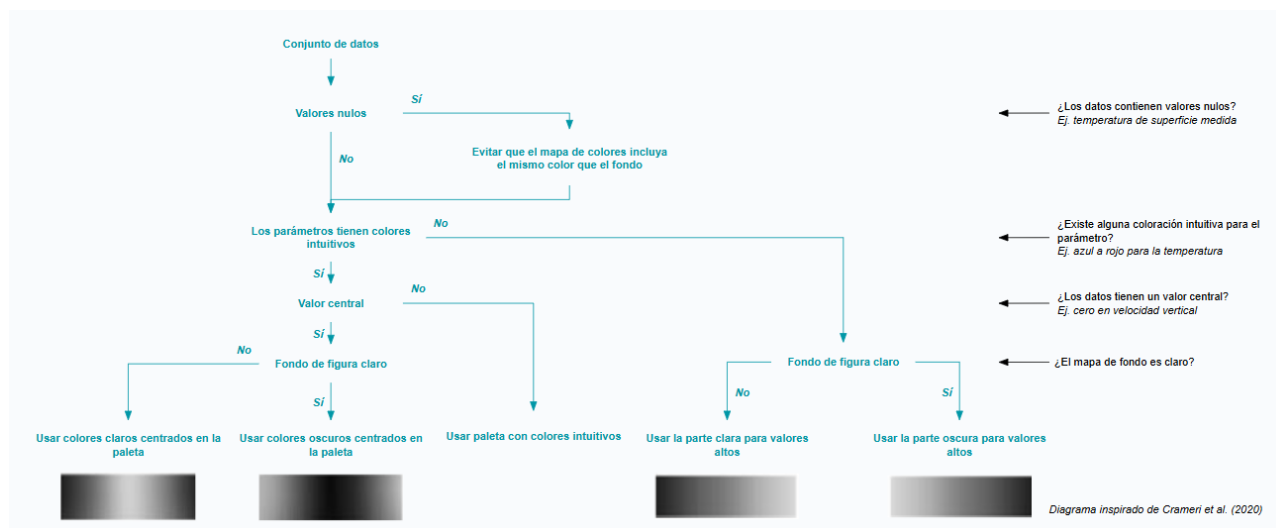 Conjunto de datos
Sí
Valores nulos
¿Los datos contienen valores nulos?
Ej. temperatura de superficie medida
No
Evitar que el mapa de colores incluya
el mismo color que el fondo
Los parámetros tienen colores
intuitivos
No
¿Existe alguna coloración intuitiva para el
parámetro?
Ej. azul a rojo para la temperatura
Sí
No
Valor central
¿Los datos tienen un valor central?
Ej. cero en velocidad vertical
Sí
No
Fondo de figura claro
Fondo de figura claro
¿El mapa de fondo es claro?
Sí
No
Sí
Usar colores claros centrados en la
paleta
Usar colores oscuros centrados en
la paleta
Usar paleta con colores intuitivos
Usar la parte clara para valores
altos
Usar la parte oscura para valores
altos
Diagrama inspirado de Crameri et al. (2020)